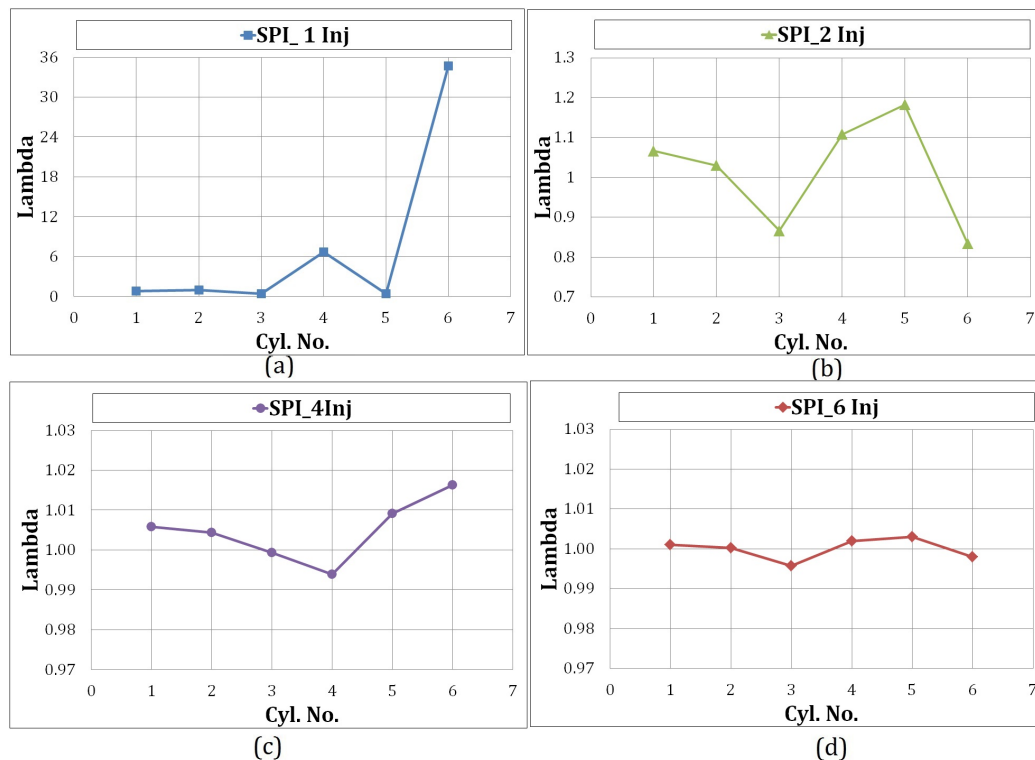 SPI_ 1 Inj
36
30
24
18
12
6
0
Lambda
0 1 2 3 4 5 6 7
Cyl. No.
(a)
SPI_2 Inj
1.3
1.2
1.1
1
0.9
0.8
0.7
Lambda
0 1 2 3 4 5 6 7
Cyl. No.
(b)
SPI_4Inj
1.03
1.02
1.01
1.00
0.99
0.98
0.97
Lambda
0 1 2 3 4 5 6 7
Cyl. No.
(c)
SPI_6 Inj
1.03
1.02
1.01
1.00
0.99
0.98
0.97
Lambda
0 1 2 3 4 5 6 7
Cyl. No.
(d)